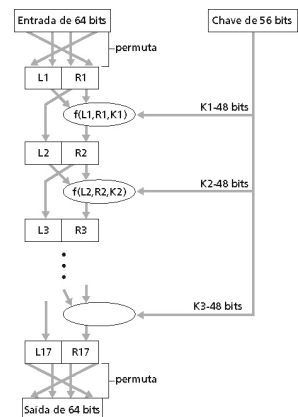 Entrada de 64 bits
Chave de 56 bits
permuta
L1 R1
f(L1,R1,K1)
K1-48 bits
L2 R2
f(L2,R2,K2)
K2-48 bits
L3 R3
K3-48 bits
L17 R17
permuta
Saída de 64 bits